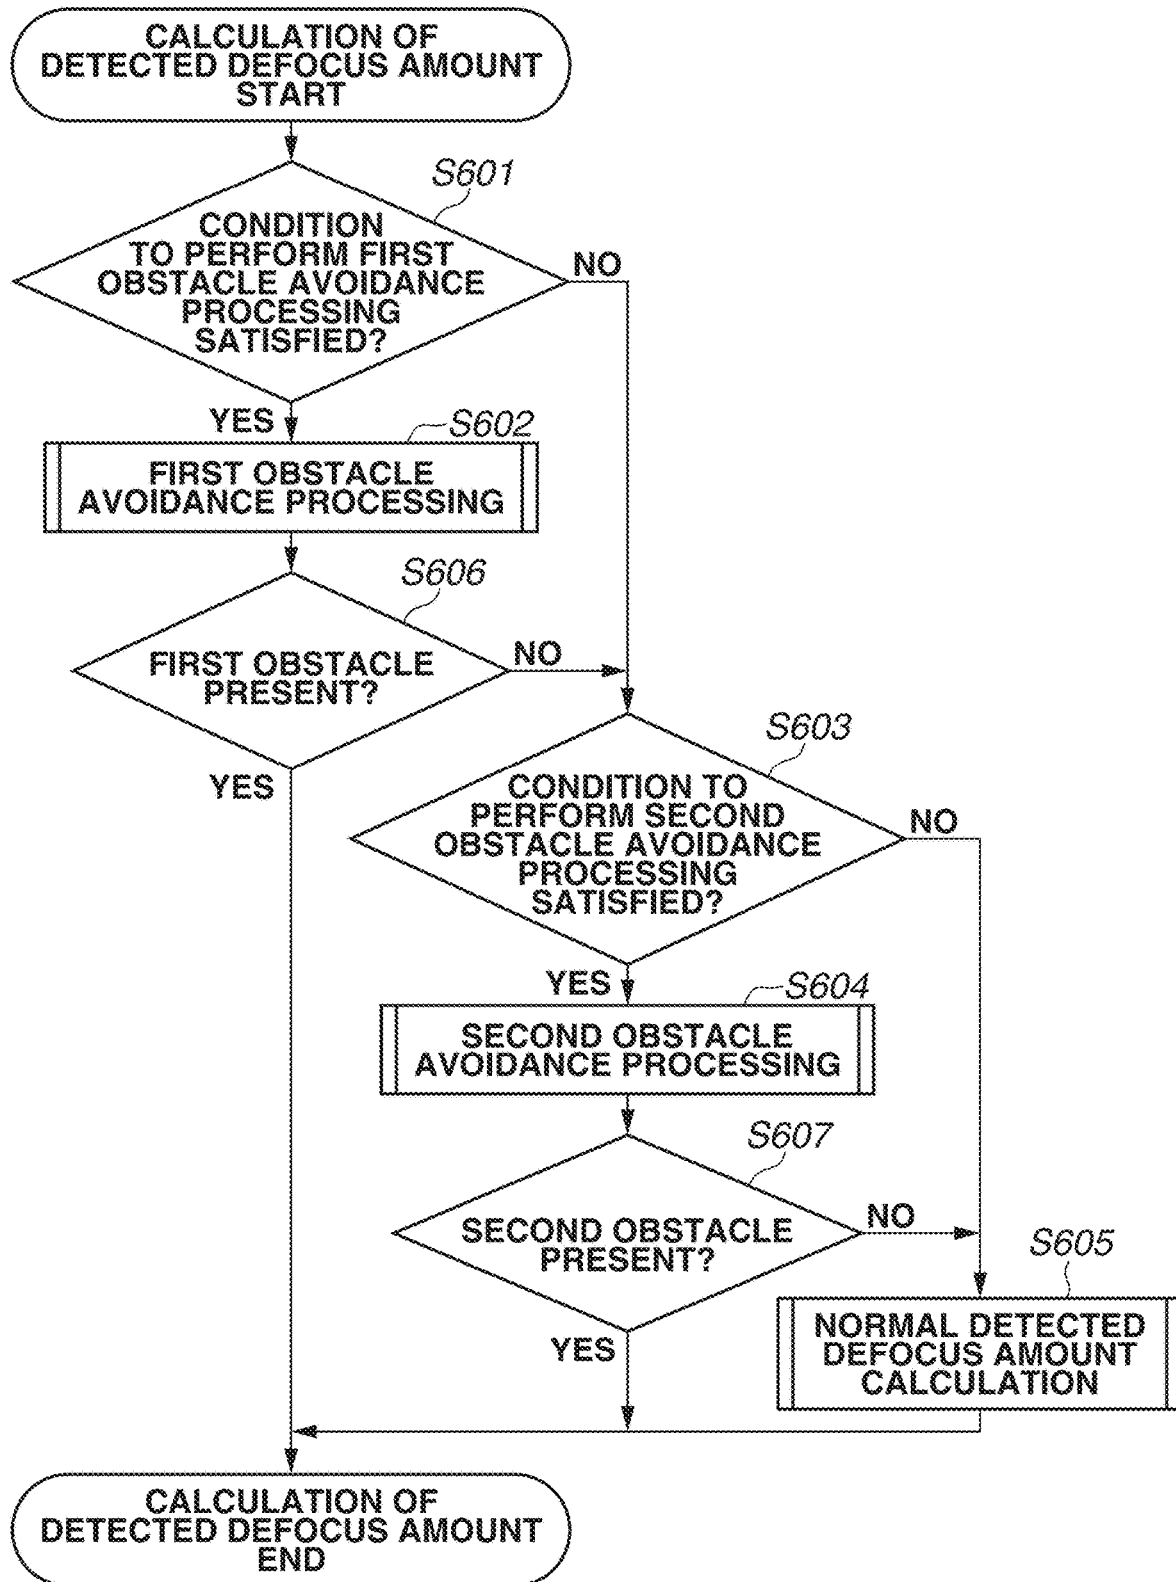 CALCULATION OF
DETECTED DEFOCUS AMOUNT
START
S601
CONDITION
TO PERFORM FIRST
OBSTACLE AVOIDANCE
PROCESSING
SATISFIED?
NO
YES
S602
FIRST OBSTACLE
AVOIDANCE PROCESSING
S606
FIRST OBSTACLE
PRESENT?
NO
YES
S603
CONDITION TO
PERFORM SECOND
OBSTACLE AVOIDANCE
PROCESSING
SATISFIED?
NO
YES
S604
SECOND OBSTACLE
AVOIDANCE PROCESSING
S607
SECOND OBSTACLE
PRESENT?
NO
YES
S605
NORMAL DETECTED
DEFOCUS AMOUNT
CALCULATION
CALCULATION OF
DETECTED DEFOCUS AMOUNT
END